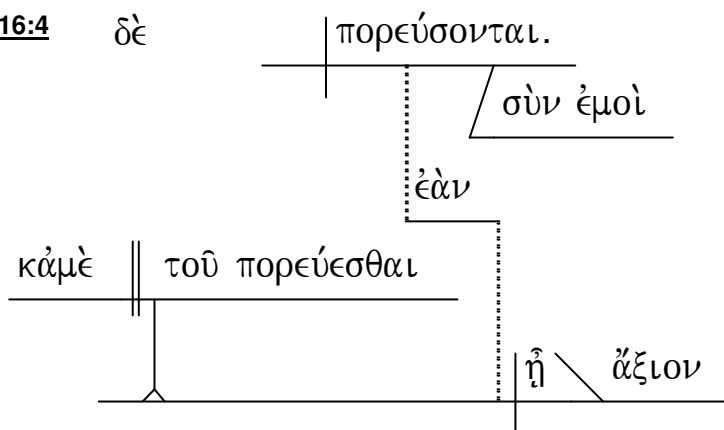 16:4 δὲ πορεύσονται.
σὺν ἐμοὶ
ἐὰν
κἀμὲ τοῦ πορεύεσθαι
ᾖ ἄξιον